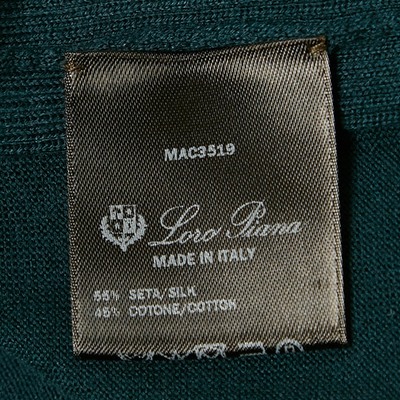 MAC3519
Loro Piana
MADE IN ITALY
55% SETA/SILK
45% COTONE/COTTON